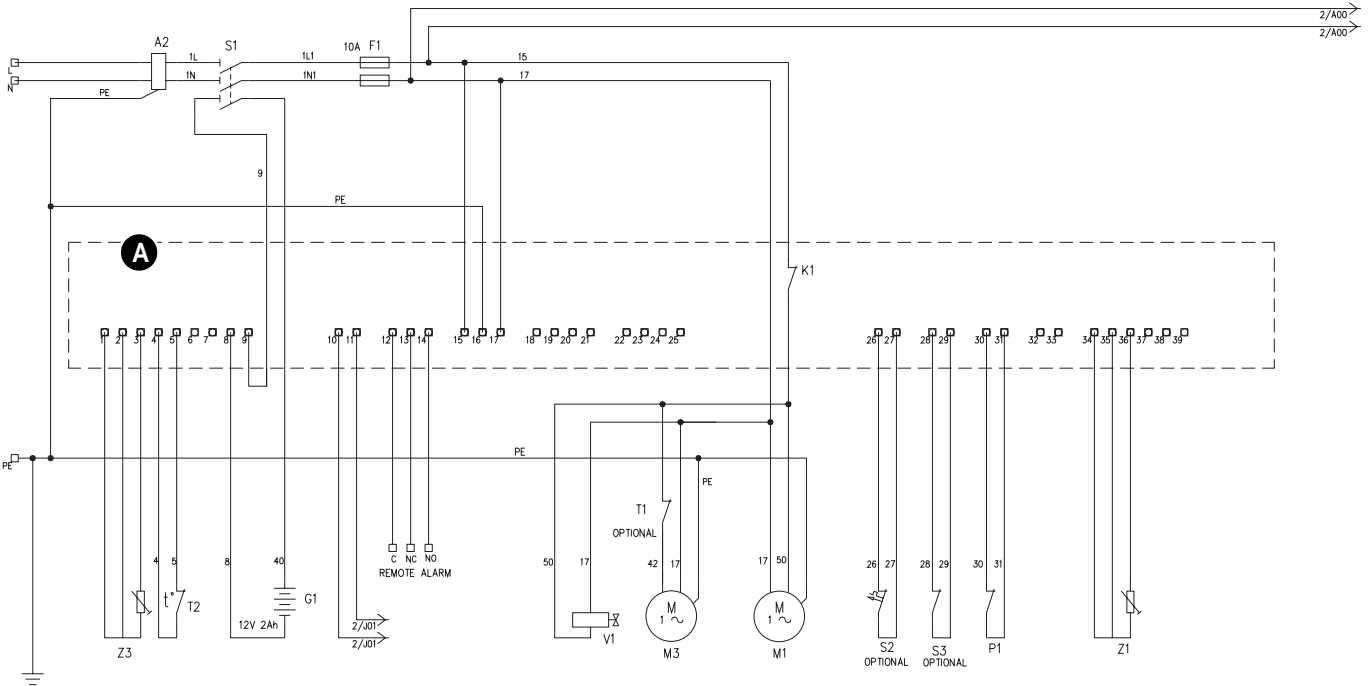 2/A00
2/A00
A2
1L
S1
1L1
10A F1
15
L
1N
1N1
17
N
PE
9
PE
A
K1
1 2 3 4 5 6 7 8 9 10 11 12 13 14 15 16 17 18 19 20 21 22 23 24 25 26 27 28 29 30 31 32 33 34 35 36 37 38 39
PE
PE
PE
T1
OPTIONAL
4 5 8 40
C NC NO
REMOTE ALARM
50 17 42 17 17 50
26 27 28 29 30 31
t°
T2
G1
12V 2Ah
2/J01
2/J01
Z3
V1
M
1 ~
M3
M
1 ~
M1
S2
OPTIONAL
S3
OPTIONAL
P1
Z1